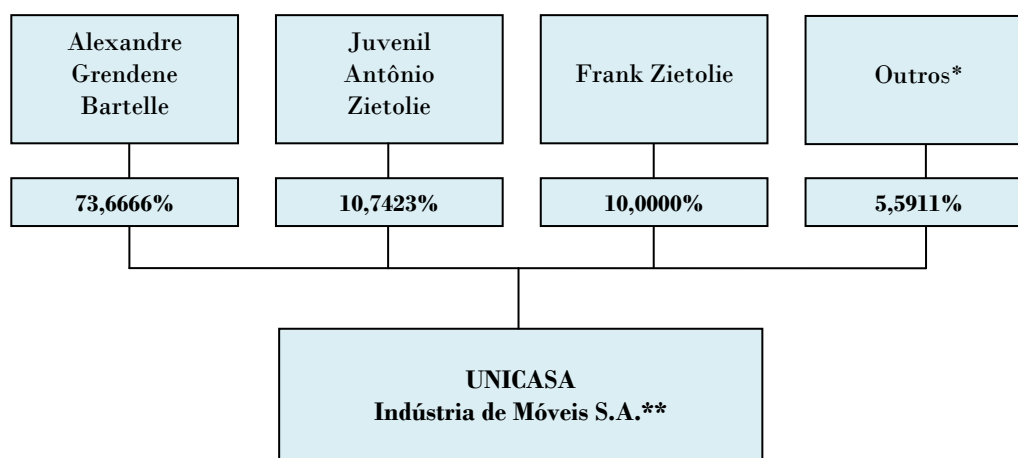 Alexandre
Grendene
Bartelle
Juvenil
Antônio
Zietolie
Frank Zietolie
Outros*
73,6666%
10,7423%
10,0000%
5,5911%
UNICASA
Indústria de Móveis S.A.**